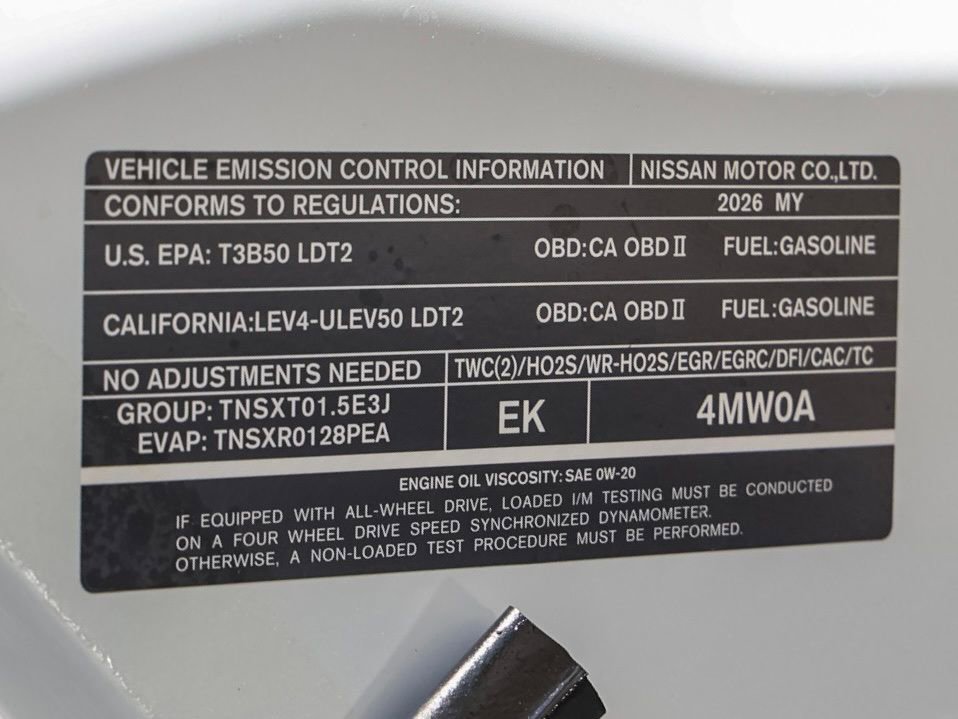 VEHICLE EMISSION CONTROL INFORMATION NISSAN MOTOR CO.,LTD.
CONFORMS TO REGULATIONS: 2026 MY
U.S. EPA: T3B50 LDT2 OBD:CA OBD II FUEL:GASOLINE
CALIFORNIA:LEV4-ULEV50 LDT2 OBD:CA OBD II FUEL:GASOLINE
NO ADJUSTMENTS NEEDED TWC(2)/HO2S/WR-HO2S/EGR/EGRC/DFI/CAC/TC
GROUP: TNSXT01.5E3J
EVAP: TNSXR0128PEA
EK 4MW0A
ENGINE OIL VISCOSITY: SAE 0W-20
IF EQUIPPED WITH ALL-WHEEL DRIVE, LOADED I/M TESTING MUST BE CONDUCTED
ON A FOUR WHEEL DRIVE SPEED SYNCHRONIZED DYNAMOMETER.
OTHERWISE, A NON-LOADED TEST PROCEDURE MUST BE PERFORMED.